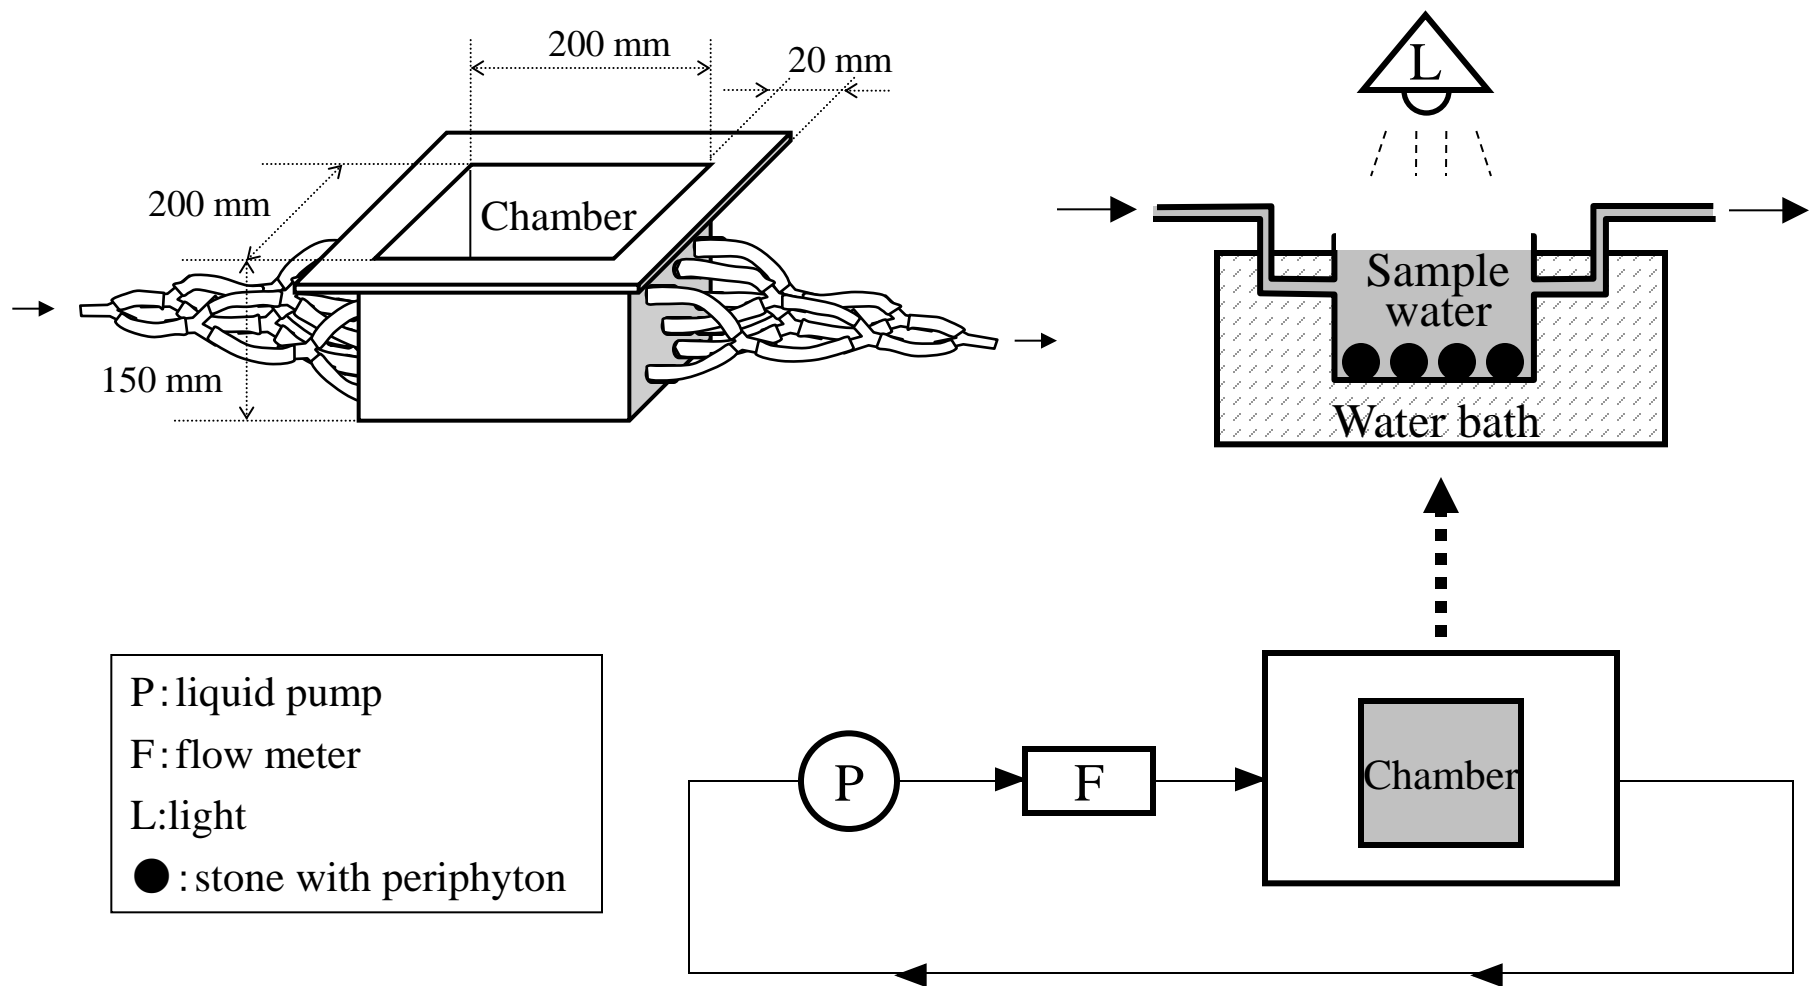 200 mm
20 mm
200 mm
Chamber
150 mm
L
Sample
water
Water bath
P:liquid pump
F:flow meter
L:light
●:stone with periphyton
P
F
Chamber